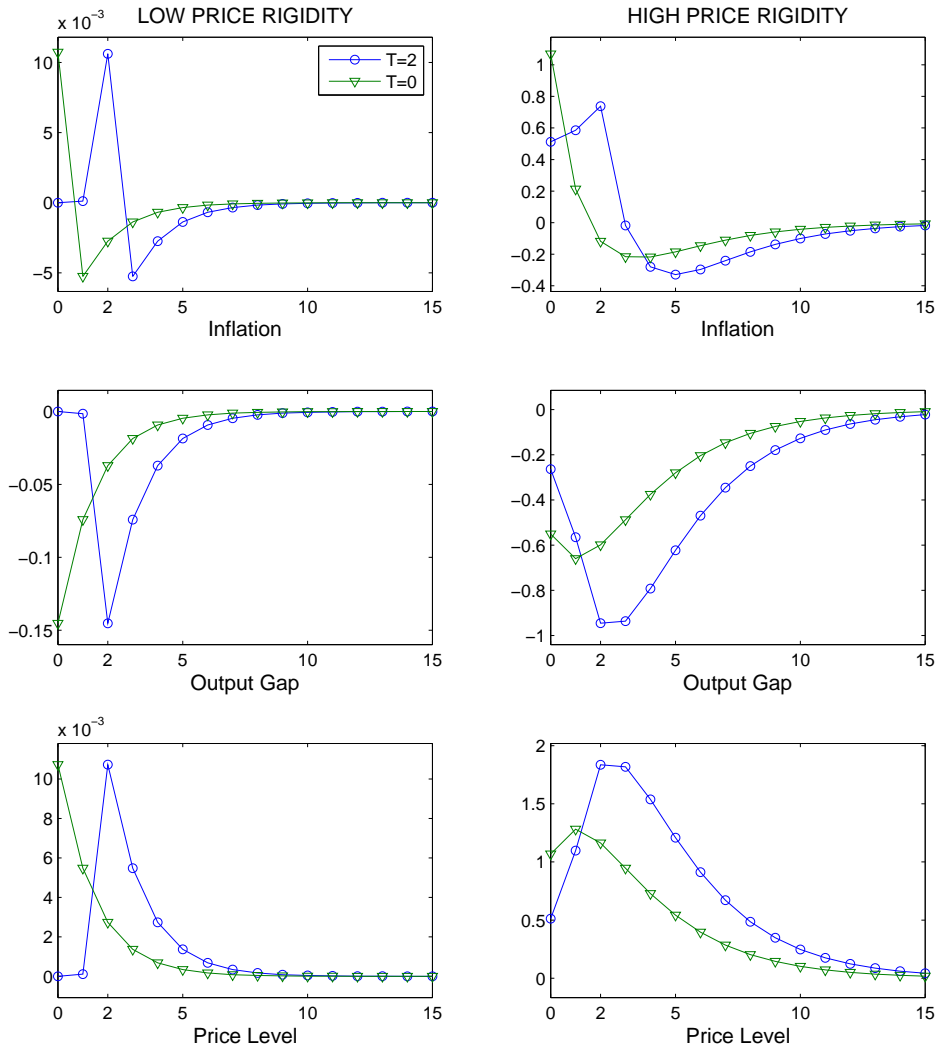 LOW PRICE RIGIDITY
HIGH PRICE RIGIDITY
x 10−3
10
5
0
−5
T=2
T=0
0 2 5 10 15
Inflation
1
0.8
0.6
0.4
0.2
0
−0.2
−0.4
0 2 5 10 15
Inflation
0
−0.05
−0.1
−0.15
0 2 5 10 15
Output Gap
0
−0.2
−0.4
−0.6
−0.8
−1
0 2 5 10 15
Output Gap
x 10−3
10
8
6
4
2
0
0 2 5 10 15
Price Level
2
1.5
1
0.5
0
0 2 5 10 15
Price Level